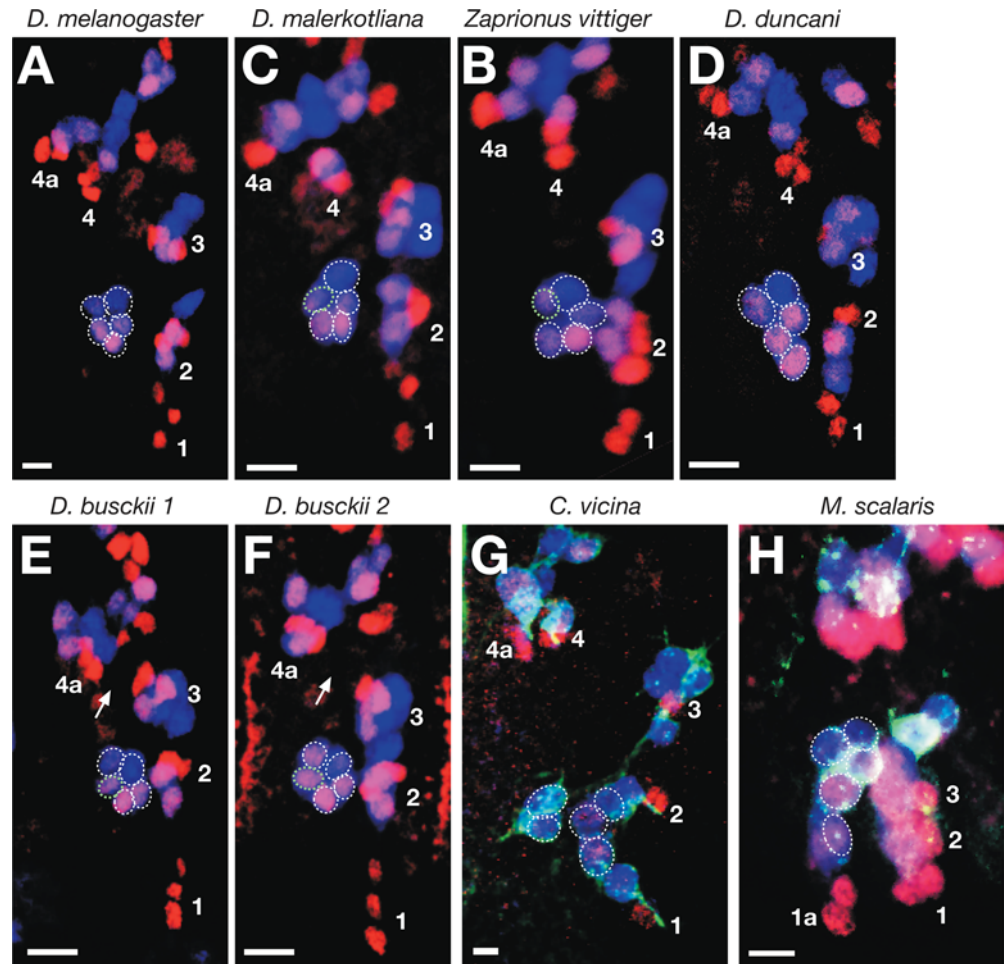 D. melanogaster D. malerkotliana Zaprionus vittiger D. duncani
A C B D
4a 4 3 2 1
4a 4 3 2 1
4a 4 3 2 1
4a 4 3 2 1
D. busckii 1 D. busckii 2 C. vicina M. scalaris
E F G H
4a 3 2 1
4a 3 2 1
4a 4 3 2 1
3 2 1 1a